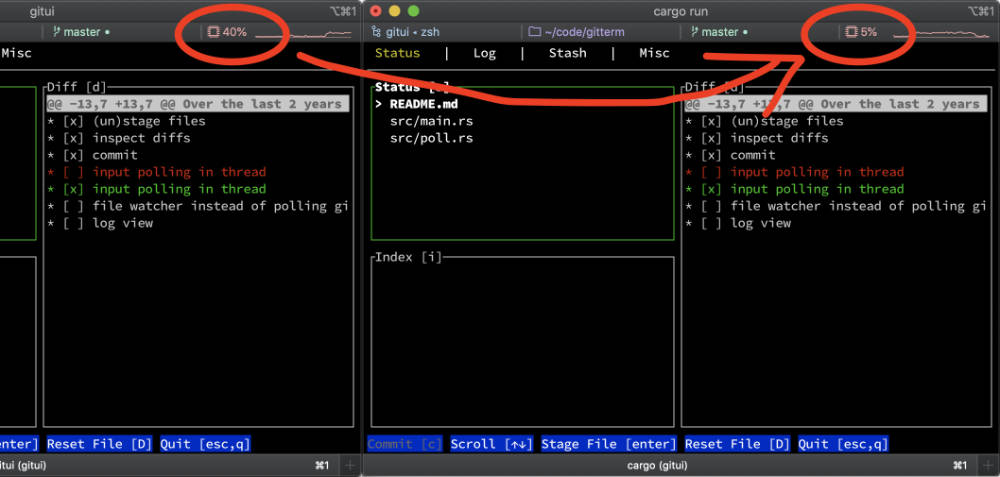 gitui
⌥⌘1
master •
40%
Misc
Diff [d]
@@ -13,7 +13,7 @@ Over the last 2 years
* [x] (un)stage files
* [x] inspect diffs
* [x] commit
* [ ] input polling in thread
* [x] input polling in thread
* [ ] file watcher instead of polling gi
* [ ] log view
enter]
Reset File [D]
Quit [esc,q]
itui (gitui)
⌘1
+
cargo run
⌥⌘1
gitui • zsh
~/code/gitterm
master •
5%
Status | Log | Stash | Misc
Status [s]
> README.md
src/main.rs
src/poll.rs
Diff [d]
@@ -13,7 +13,7 @@ Over the last 2 years
* [x] (un)stage files
* [x] inspect diffs
* [x] commit
* [ ] input polling in thread
* [x] input polling in thread
* [ ] file watcher instead of polling gi
* [ ] log view
Index [i]
Commit [c]
Scroll [↑↓]
Stage File [enter]
Reset File [D]
Quit [esc,q]
cargo (gitui)
⌘1
+